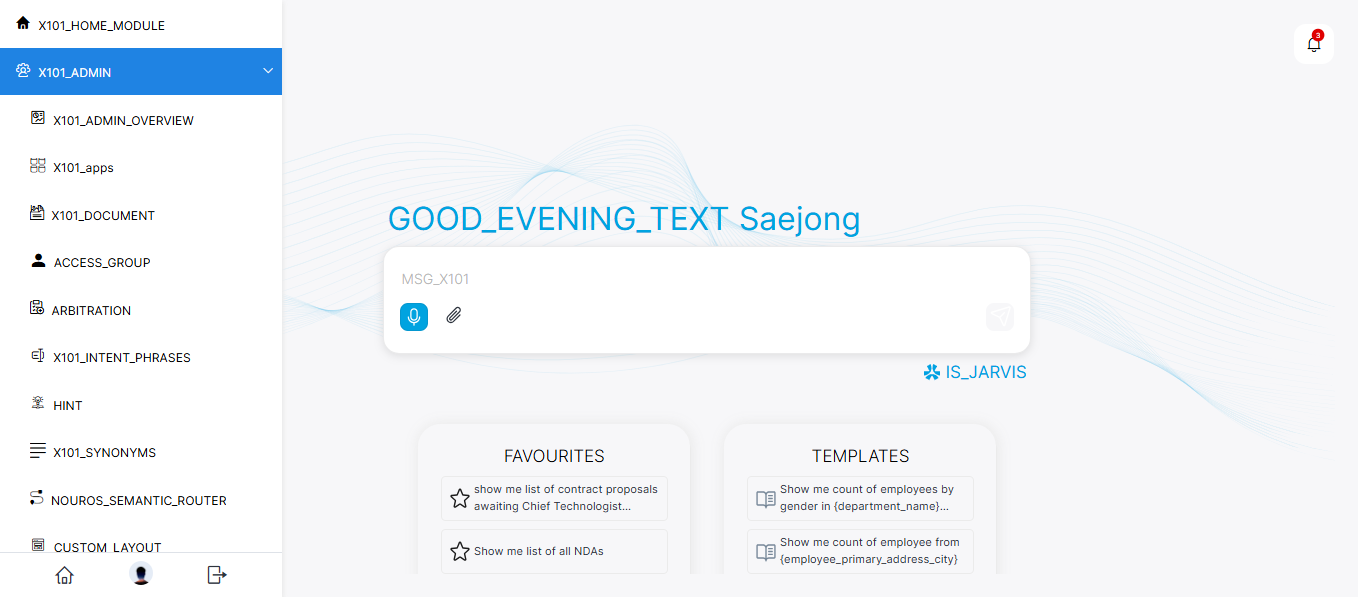 X101_HOME_MODULE
X101_ADMIN
X101_ADMIN_OVERVIEW
X101_apps
X101_DOCUMENT
ACCESS_GROUP
ARBITRATION
X101_INTENT_PHRASES
HINT
X101_SYNONYMS
NOUROS_SEMANTIC_ROUTER
CUSTOM_LAYOUT
3
GOOD_EVENING_TEXT Saejong
MSG_X101
IS_JARVIS
FAVOURITES
show me list of contract proposals
awaiting Chief Technologist...
Show me list of all NDAs
TEMPLATES
Show me count of employees by
gender in {department_name}...
Show me count of employee from
{employee_primary_address_city}